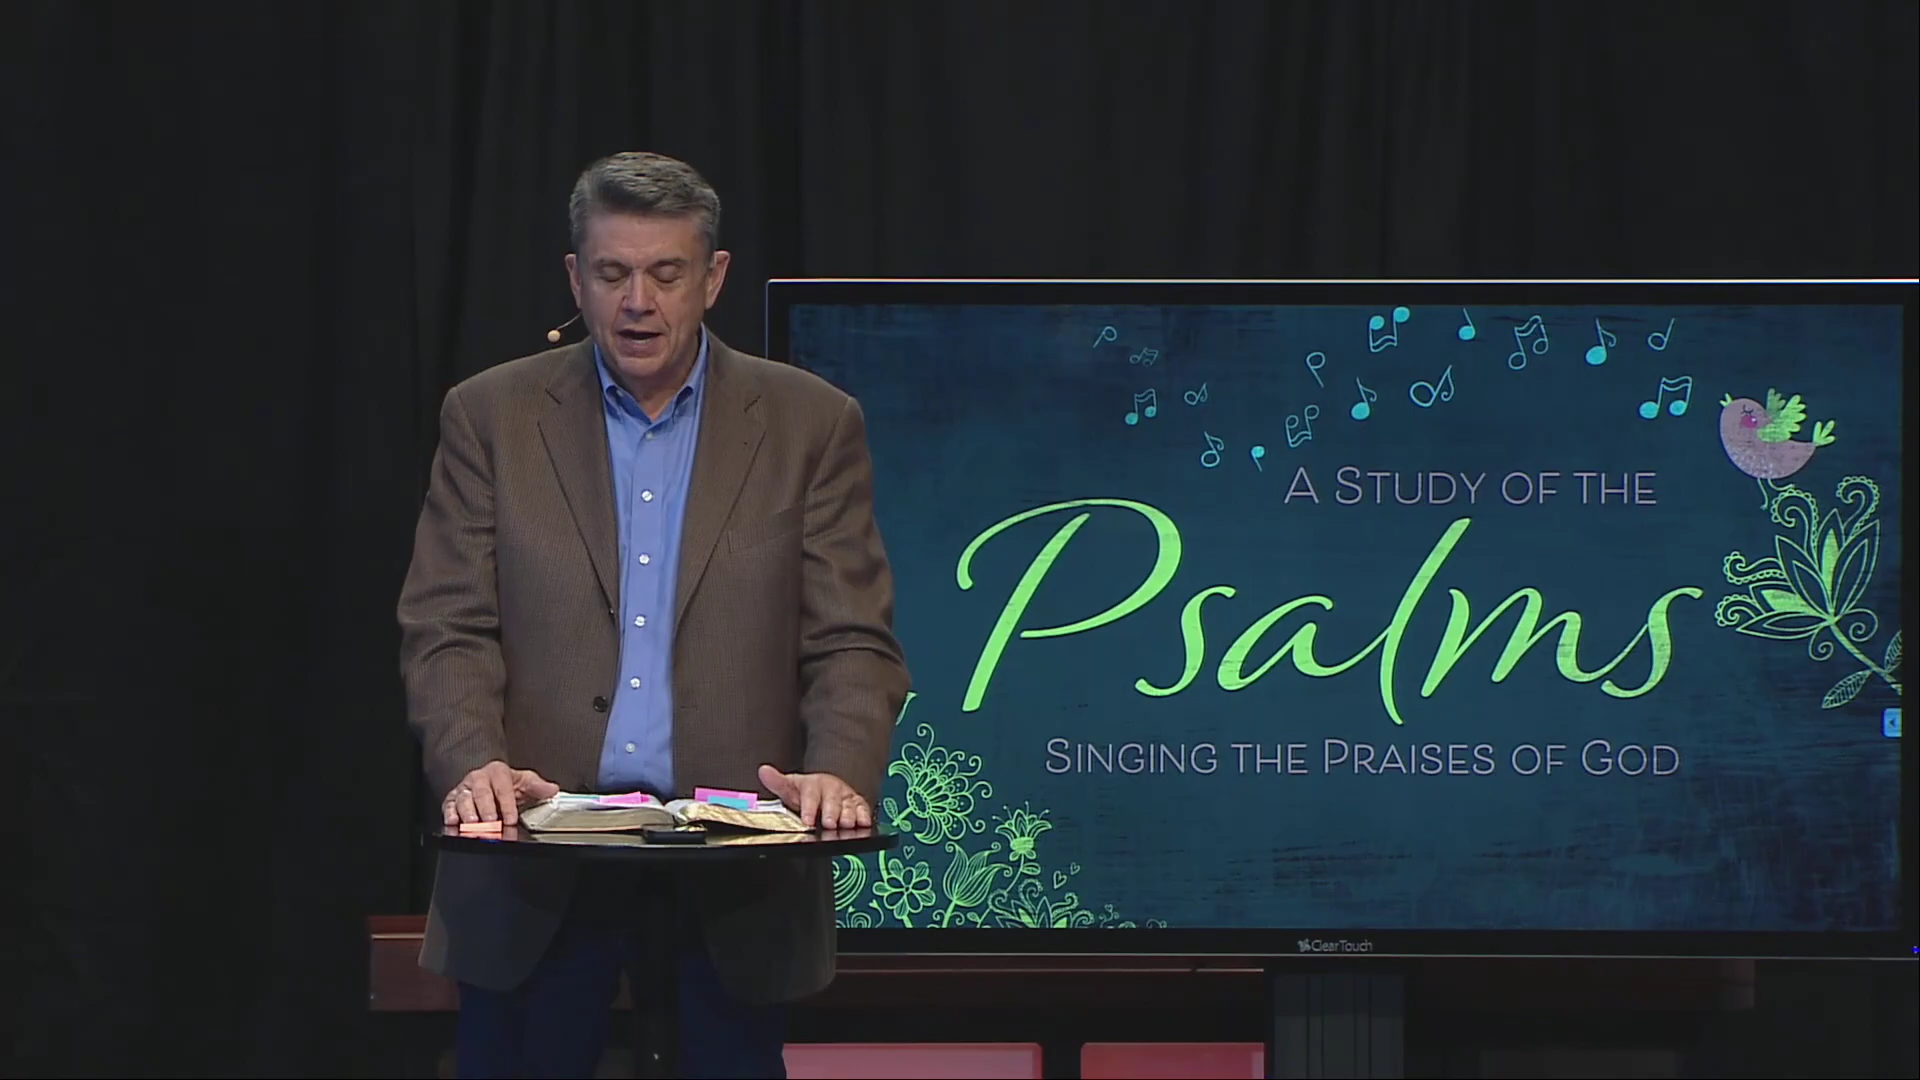 A STUDY OF THE
Psalms
SINGING THE PRAISES OF GOD
ClearTouch